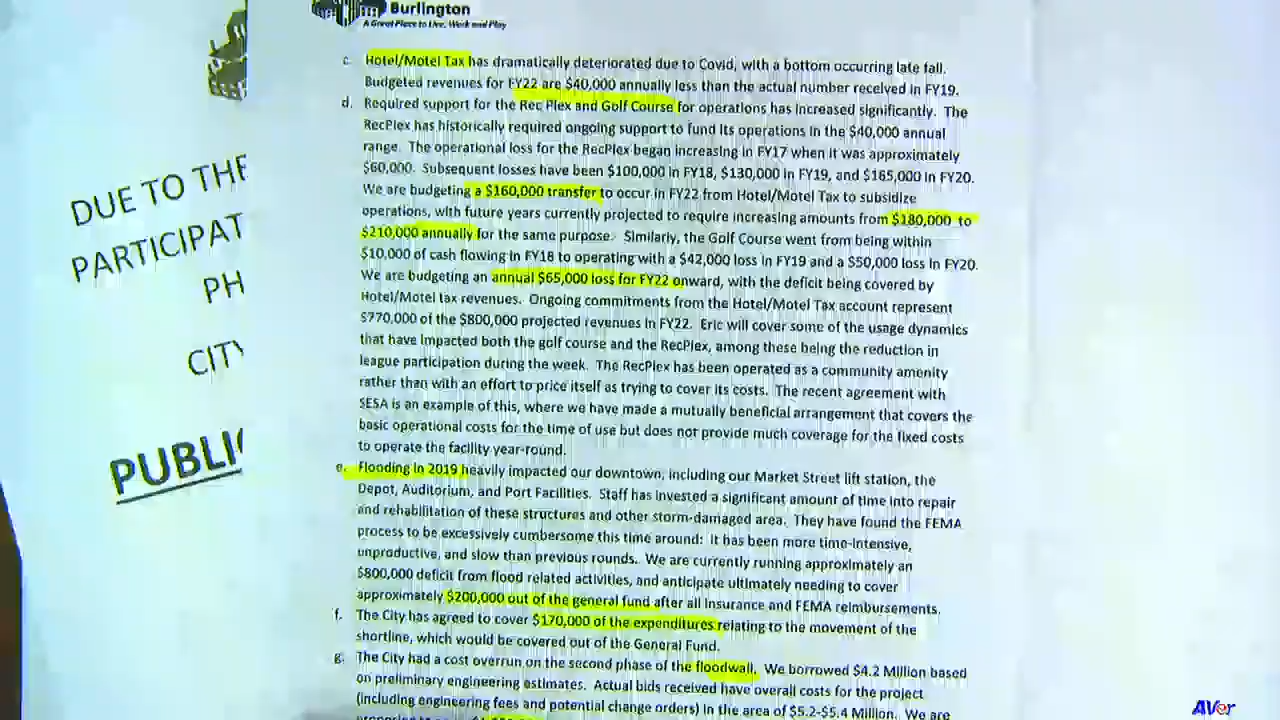 Burlington
A Great Place to Live, Work and Play
DUE TO THE
PARTICIPAT
PH
CITY
PUBLIC
c. Hotel/Motel Tax has dramatically deteriorated due to Covid, with a bottom occurring late fall.
Budgeted revenues for FY22 are $40,000 annually less than the actual number received in FY19.
d. Required support for the Rec Plex and Golf Course for operations has increased significantly. The
RecPlex has historically required ongoing support to fund its operations in the $40,000 annual
range. The operational loss for the RecPlex began increasing in FY17 when it was approximately
$60,000. Subsequent losses have been $100,000 in FY18, $130,000 in FY19, and $165,000 in FY20.
We are budgeting a $160,000 transfer to occur in FY22 from Hotel/Motel Tax to subsidize
operations, with future years currently projected to require increasing amounts from $180,000 to
$210,000 annually for the same purpose. Similarly, the Golf Course went from being within
$10,000 of cash flowing in FY18 to operating with a $42,000 loss in FY19 and a $50,000 loss in FY20.
We are budgeting an annual $65,000 loss for FY22 onward, with the deficit being covered by
Hotel/Motel tax revenues. Ongoing commitments from the Hotel/Motel Tax account represent
$770,000 of the $800,000 projected revenues in FY22. Eric will cover some of the usage dynamics
that have impacted both the golf course and the RecPlex, among these being the reduction in
league participation during the week. The RecPlex has been operated as a community amenity
rather than with an effort to price itself as trying to cover its costs. The recent agreement with
SESA is an example of this, where we have made a mutually beneficial arrangement that covers the
basic operational costs for the time of use but does not provide much coverage for the fixed costs
to operate the facility year-round.
e. Flooding in 2019 heavily impacted our downtown, including our Market Street lift station, the
Depot, Auditorium, and Port Facilities. Staff has invested a significant amount of time into repair
and rehabilitation of these structures and other storm-damaged area. They have found the FEMA
process to be excessively cumbersome this time around: it has been more time-intensive,
unproductive, and slow than previous rounds. We are currently running approximately an
$800,000 deficit from flood related activities, and anticipate ultimately needing to cover
approximately $200,000 out of the general fund after all insurance and FEMA reimbursements.
f. The City has agreed to cover $170,000 of the expenditures relating to the movement of the
shortline, which would be covered out of the General Fund.
g. The City had a cost overrun on the second phase of the floodwall. We borrowed $4.2 Million based
on preliminary engineering estimates. Actual bids received have overall costs for the project
(including engineering fees and potential change orders) in the area of $5.2-$5.4 Million. We are
AVer